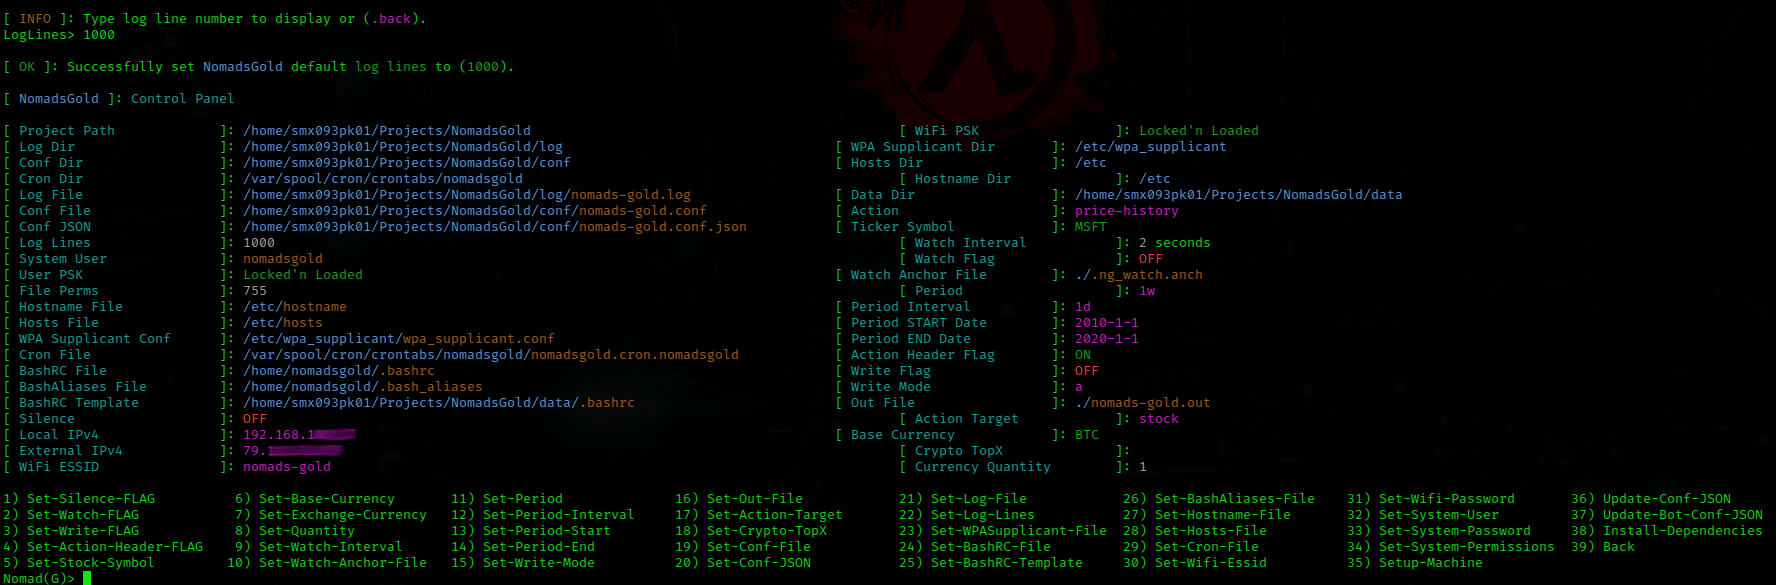 [ INFO ]: Type log line number to display or (.back).
LogLines> 1000
[ OK ]: Successfully set NomadsGold default log lines to (1000).
[ NomadsGold ]: Control Panel
[ Project Path ]: /home/smx093pk01/Projects/NomadsGold [ WiFi PSK ]: Locked'n Loaded
[ Log Dir ]: /home/smx093pk01/Projects/NomadsGold/log [ WPA Supplicant Dir ]: /etc/wpa_supplicant
[ Conf Dir ]: /home/smx093pk01/Projects/NomadsGold/conf [ Hosts Dir ]: /etc
[ Cron Dir ]: /var/spool/cron/crontabs/nomadsgold [ Hostname Dir ]: /etc
[ Log File ]: /home/smx093pk01/Projects/NomadsGold/log/nomads-gold.log [ Data Dir ]: /home/smx093pk01/Projects/NomadsGold/data
[ Conf File ]: /home/smx093pk01/Projects/NomadsGold/conf/nomads-gold.conf [ Action ]: price-history
[ Conf JSON ]: /home/smx093pk01/Projects/NomadsGold/conf/nomads-gold.conf.json [ Ticker Symbol ]: MSFT
[ Log Lines ]: 1000 [ Watch Interval ]: 2 seconds
[ System User ]: nomadsgold [ Watch Flag ]: OFF
[ User PSK ]: Locked'n Loaded [ Watch Anchor File ]: ./.ng_watch.anch
[ File Perms ]: 755 [ Period ]: 1w
[ Hostname File ]: /etc/hostname [ Period Interval ]: 1d
[ Hosts File ]: /etc/hosts [ Period START Date ]: 2010-1-1
[ WPA Supplicant Conf ]: /etc/wpa_supplicant/wpa_supplicant.conf [ Period END Date ]: 2020-1-1
[ Cron File ]: /var/spool/cron/crontabs/nomadsgold/nomadsgold.cron.nomadsgold [ Action Header Flag ]: ON
[ BashRC File ]: /home/nomadsgold/.bashrc [ Write Flag ]: OFF
[ BashAliases File ]: /home/nomadsgold/.bash_aliases [ Write Mode ]: a
[ BashRC Template ]: /home/smx093pk01/Projects/NomadsGold/data/.bashrc [ Out File ]: ./nomads-gold.out
[ Silence ]: OFF [ Action Target ]: stock
[ Local IPv4 ]: 192.168.1 [ Base Currency ]: BTC
[ External IPv4 ]: 79.1 [ Crypto TopX ]:
[ WiFi ESSID ]: nomads-gold [ Currency Quantity ]: 1
1) Set-Silence-FLAG 6) Set-Base-Currency 11) Set-Period 16) Set-Out-File 21) Set-Log-File 26) Set-BashAliases-File 31) Set-Wifi-Password 36) Update-Conf-JSON
2) Set-Watch-FLAG 7) Set-Exchange-Currency 12) Set-Period-Interval 17) Set-Action-Target 22) Set-Log-Lines 27) Set-Hostname-File 32) Set-System-User 37) Update-Bot-Conf-JSON
3) Set-Write-FLAG 8) Set-Quantity 13) Set-Period-Start 18) Set-Crypto-TopX 23) Set-WPASupplicant-File 28) Set-Hosts-File 33) Set-System-Password 38) Install-Dependencies
4) Set-Action-Header-FLAG 9) Set-Watch-Interval 14) Set-Period-End 19) Set-Conf-File 24) Set-BashRC-File 29) Set-Cron-File 34) Set-System-Permissions 39) Back
5) Set-Stock-Symbol 10) Set-Watch-Anchor-File 15) Set-Write-Mode 20) Set-Conf-JSON 25) Set-BashRC-Template 30) Set-Wifi-Essid 35) Setup-Machine
Nomad(G)>